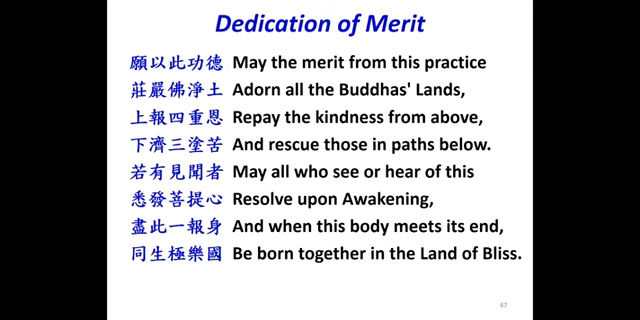 Dedication of Merit
願以此功德 May the merit from this practice
莊嚴佛淨土 Adorn all the Buddhas' Lands,
上報四重恩 Repay the kindness from above,
下濟三塗苦 And rescue those in paths below.
若有見聞者 May all who see or hear of this
悉發菩提心 Resolve upon Awakening,
盡此一報身 And when this body meets its end,
同生極樂國 Be born together in the Land of Bliss.
67